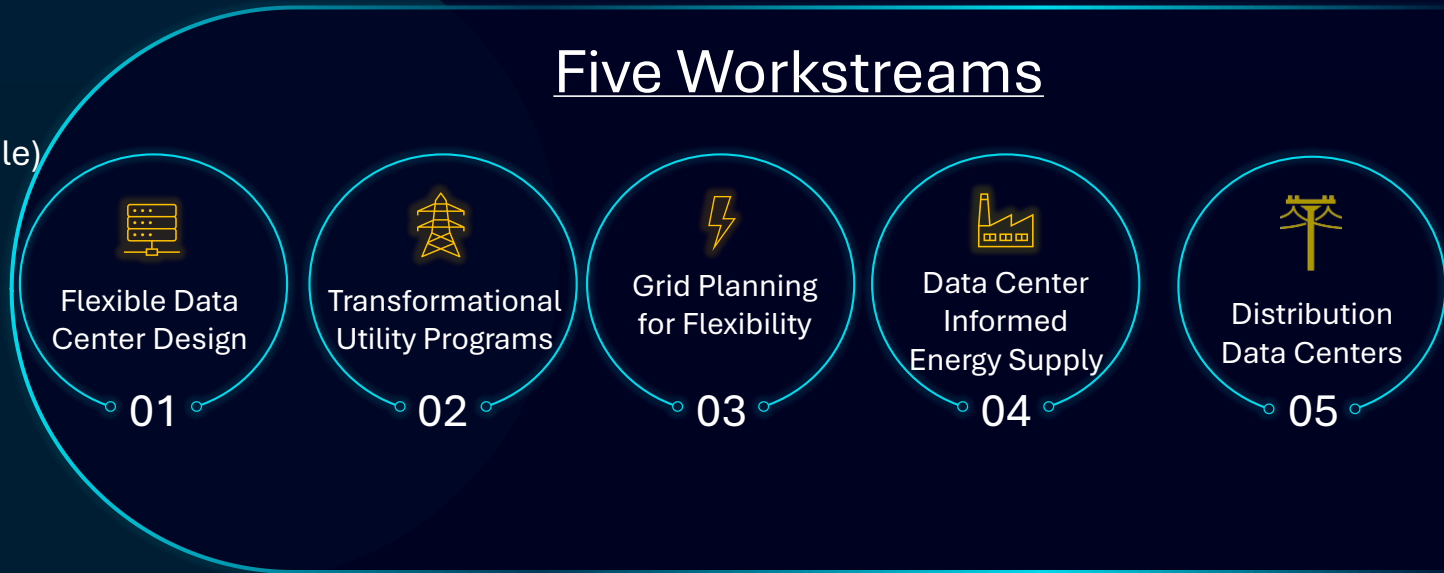 Five Workstreams
le)
Flexible Data
Center Design
01
Transformational
Utility Programs
02
Grid Planning
for Flexibility
03
Data Center
Informed
Energy Supply
04
Distribution
Data Centers
05